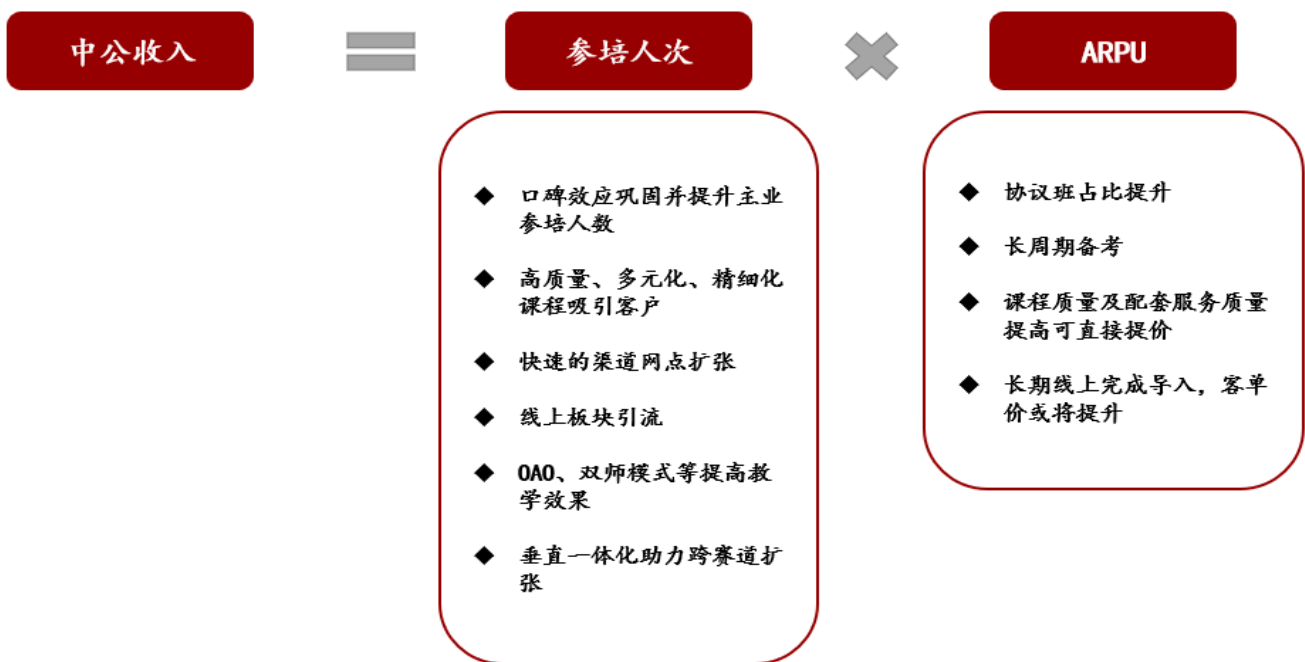 中公收入
参培人次
ARPU
◆ 口碑效应巩固并提升主业
参培人数
◆ 高质量、多元化、精细化
课程吸引客户
◆ 快速的渠道网点扩张
◆ 线上板块引流
◆ OAO、双师模式等提高教
学效果
◆ 垂直一体化助力跨赛道扩
张
◆ 协议班占比提升
◆ 长周期备考
◆ 课程质量及配套服务质量
提高可直接提价
◆ 长期线上完成导入，客单
价或将提升